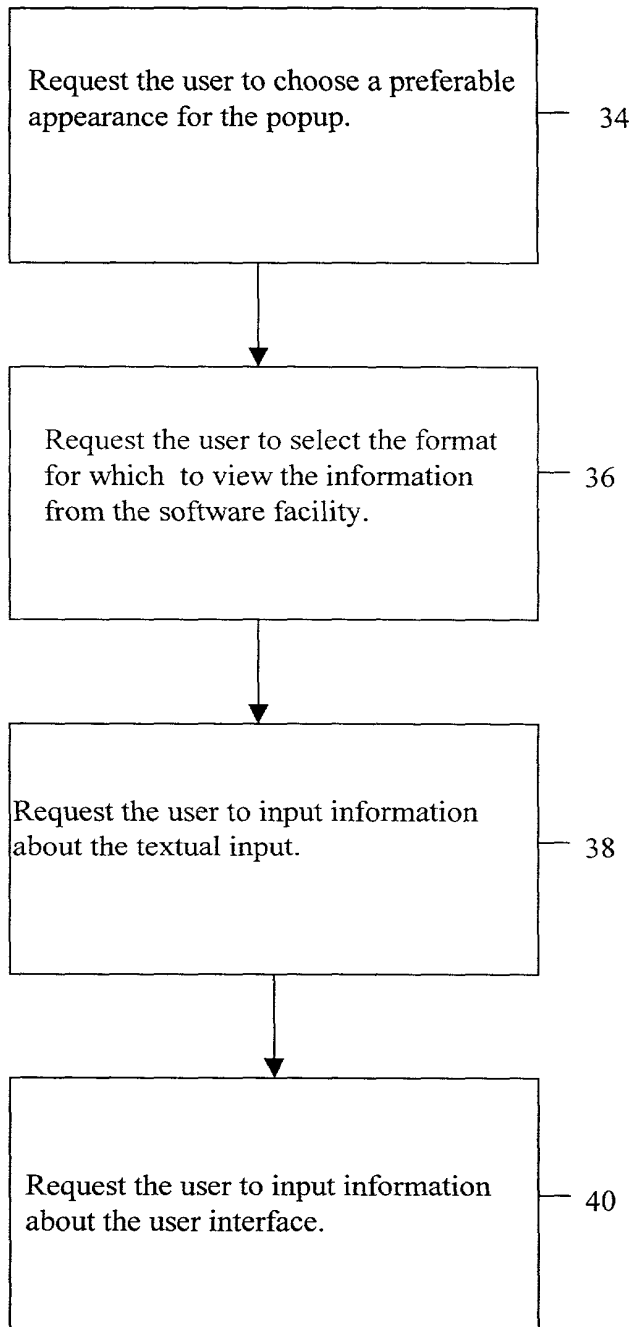 Request the user to choose a preferable
appearance for the popup.
34
Request the user to select the format
for which to view the information
from the software facility.
36
Request the user to input information
about the textual input.
38
Request the user to input information
about the user interface.
40